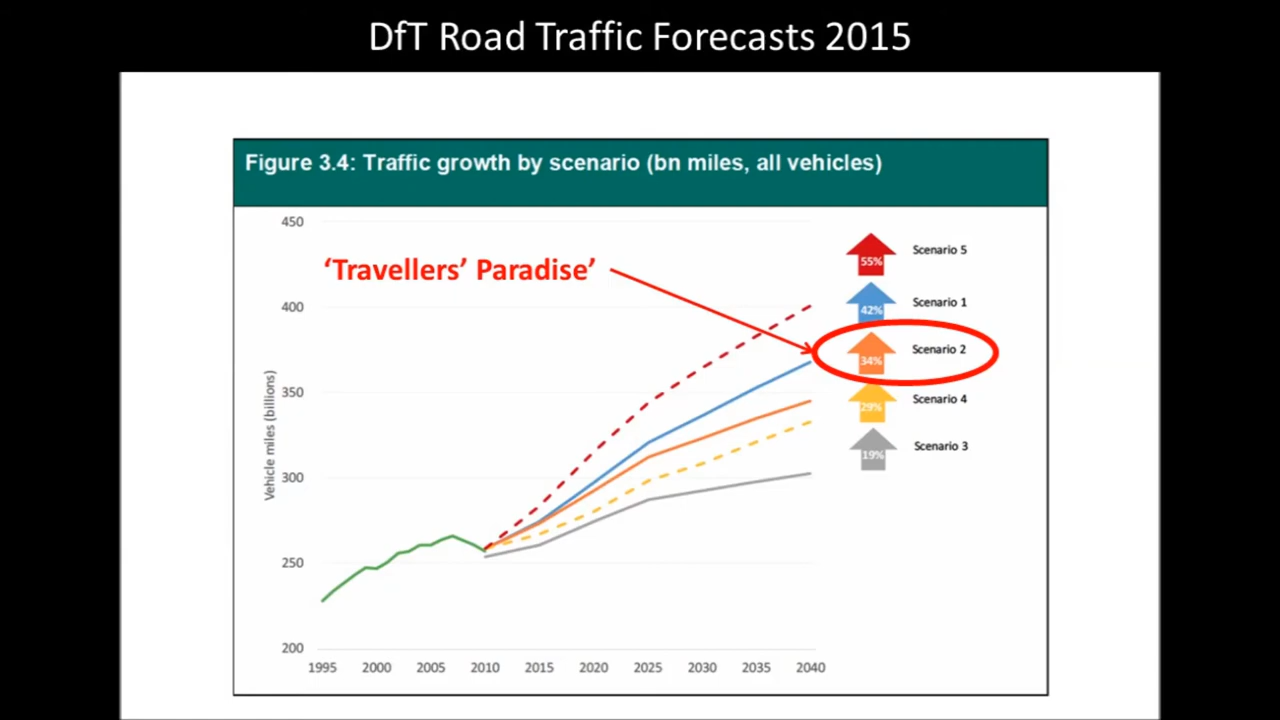 DfT Road Traffic Forecasts 2015
Figure 3.4: Traffic growth by scenario (bn miles, all vehicles)
450
400
350
300
250
200
Vehicle miles (billions)
1995 2000 2005 2010 2015 2020 2025 2030 2035 2040
‘Travellers’ Paradise’
55% Scenario 5
42% Scenario 1
34% Scenario 2
29% Scenario 4
19% Scenario 3